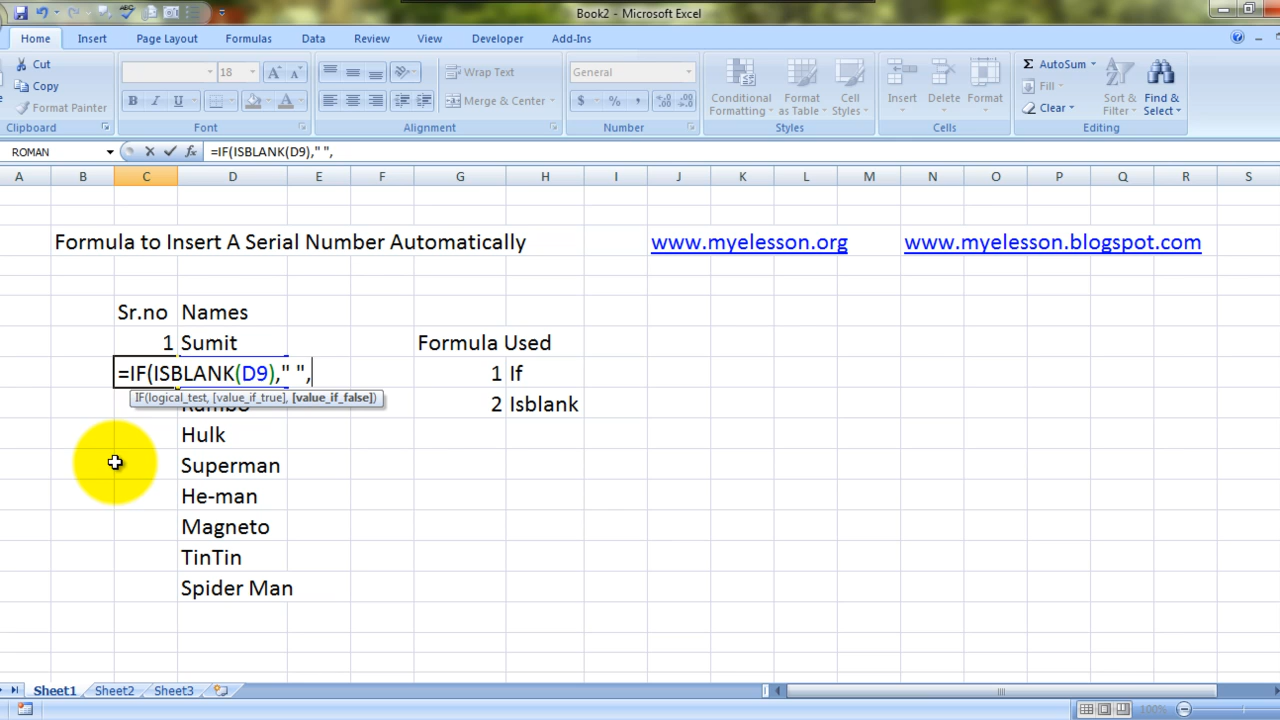 Book2 - Microsoft Excel
Home Insert Page Layout Formulas Data Review View Developer Add-Ins
Cut
Copy
Format Painter
Clipboard
18
B I U A
Font
Wrap Text
Merge & Center
Alignment
General
$ % ,
Number
Conditional Formatting
Format as Table
Cell Styles
Styles
Insert Delete Format
Cells
Σ AutoSum
Fill
Clear
Sort & Filter
Find & Select
Editing
ROMAN fx =IF(ISBLANK(D9)," ",
A B C D E F G H I J K L M N O P Q R S
Formula to Insert A Serial Number Automatically www.myelesson.org www.myelesson.blogspot.com
Sr.no Names
1 Sumit Formula Used
=IF(ISBLANK(D9)," ", 1 If
IF(logical_test, [value_if_true], [value_if_false])
2 Isblank
Hulk
Superman
He-man
Magneto
TinTin
Spider Man
Sheet1 Sheet2 Sheet3
100%